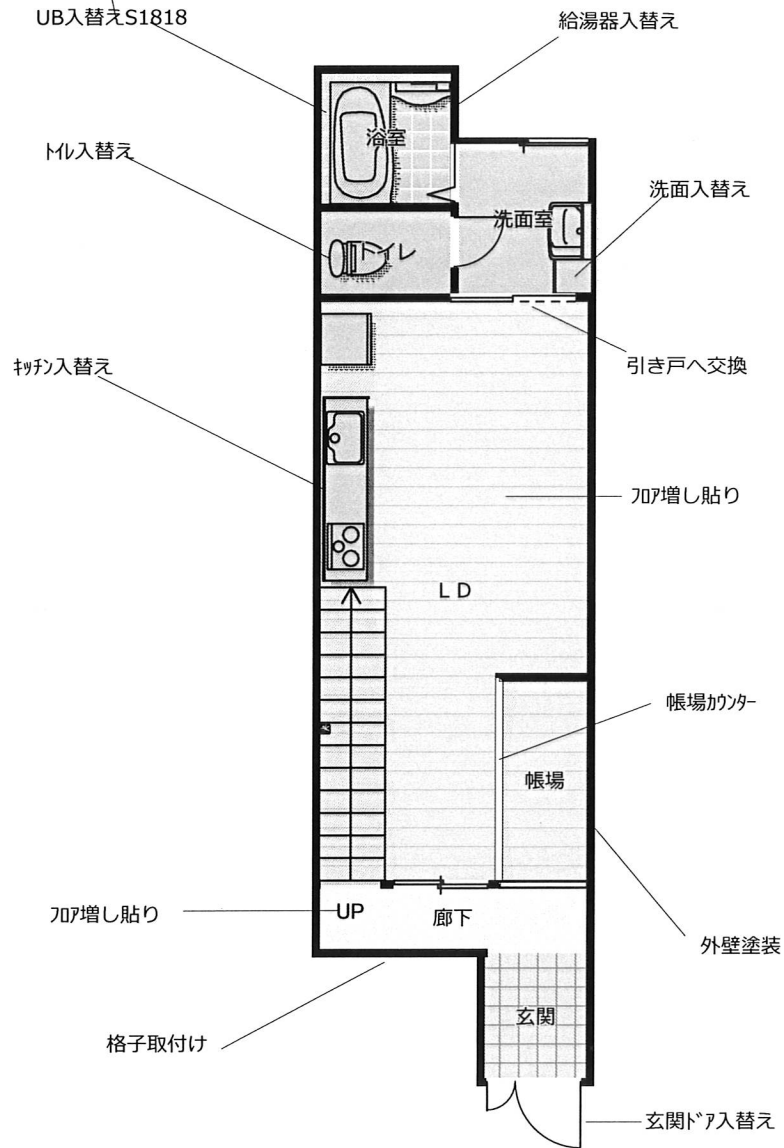 UB入替えS1818
給湯器入替え
浴室
ﾄｲﾚ入替え
洗面入替え
洗面室
トイレ
引き戸へ交換
ｷｯﾁﾝ入替え
ﾌﾛｱ増し貼り
ＬＤ
帳場ｶｳﾝﾀｰ
帳場
ﾌﾛｱ増し貼り
UP
廊下
外壁塗装
玄関
格子取付け
玄関ﾄﾞｱ入替え